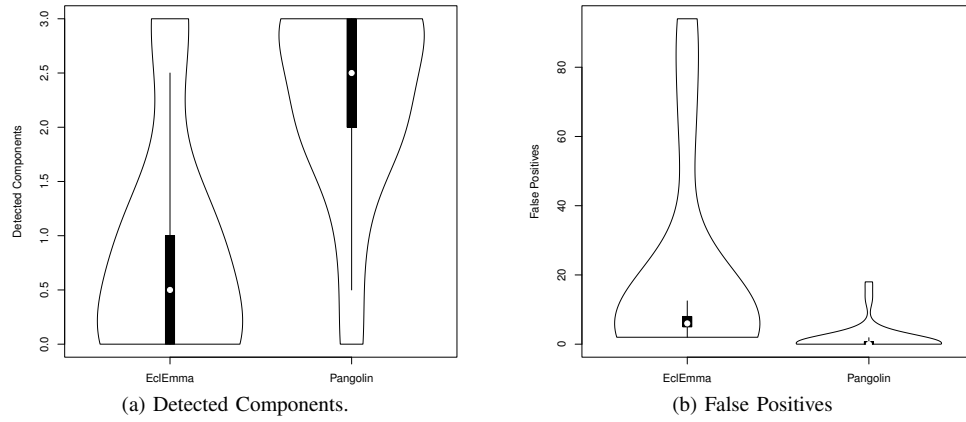 3.0
2.5
2.0
1.5
1.0
0.5
0.0
Detected Components
EclEmma Pangolin
(a) Detected Components.
80
60
40
20
0
False Positives
EclEmma Pangolin
(b) False Positives